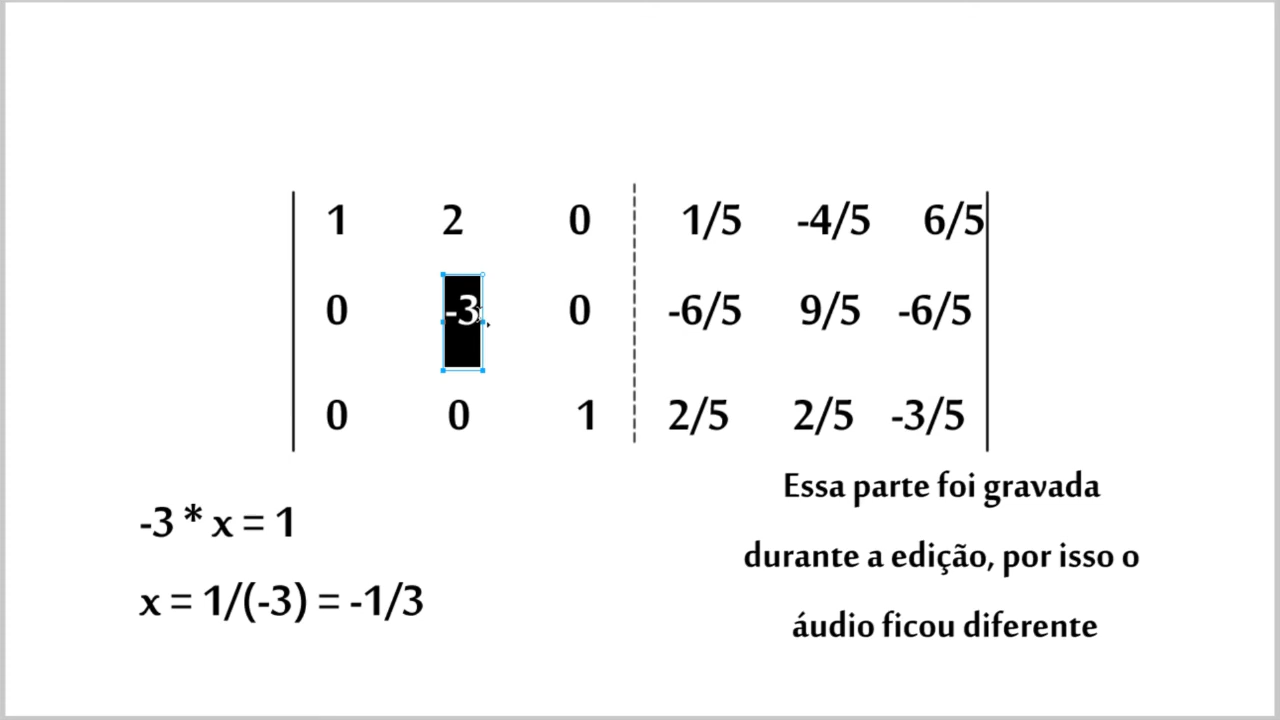 1 2 0 1/5 -4/5 6/5
0 -3 0 -6/5 9/5 -6/5
0 0 1 2/5 2/5 -3/5
-3 * x = 1
x = 1/(-3) = -1/3
Essa parte foi gravada
durante a edição, por isso o
áudio ficou diferente